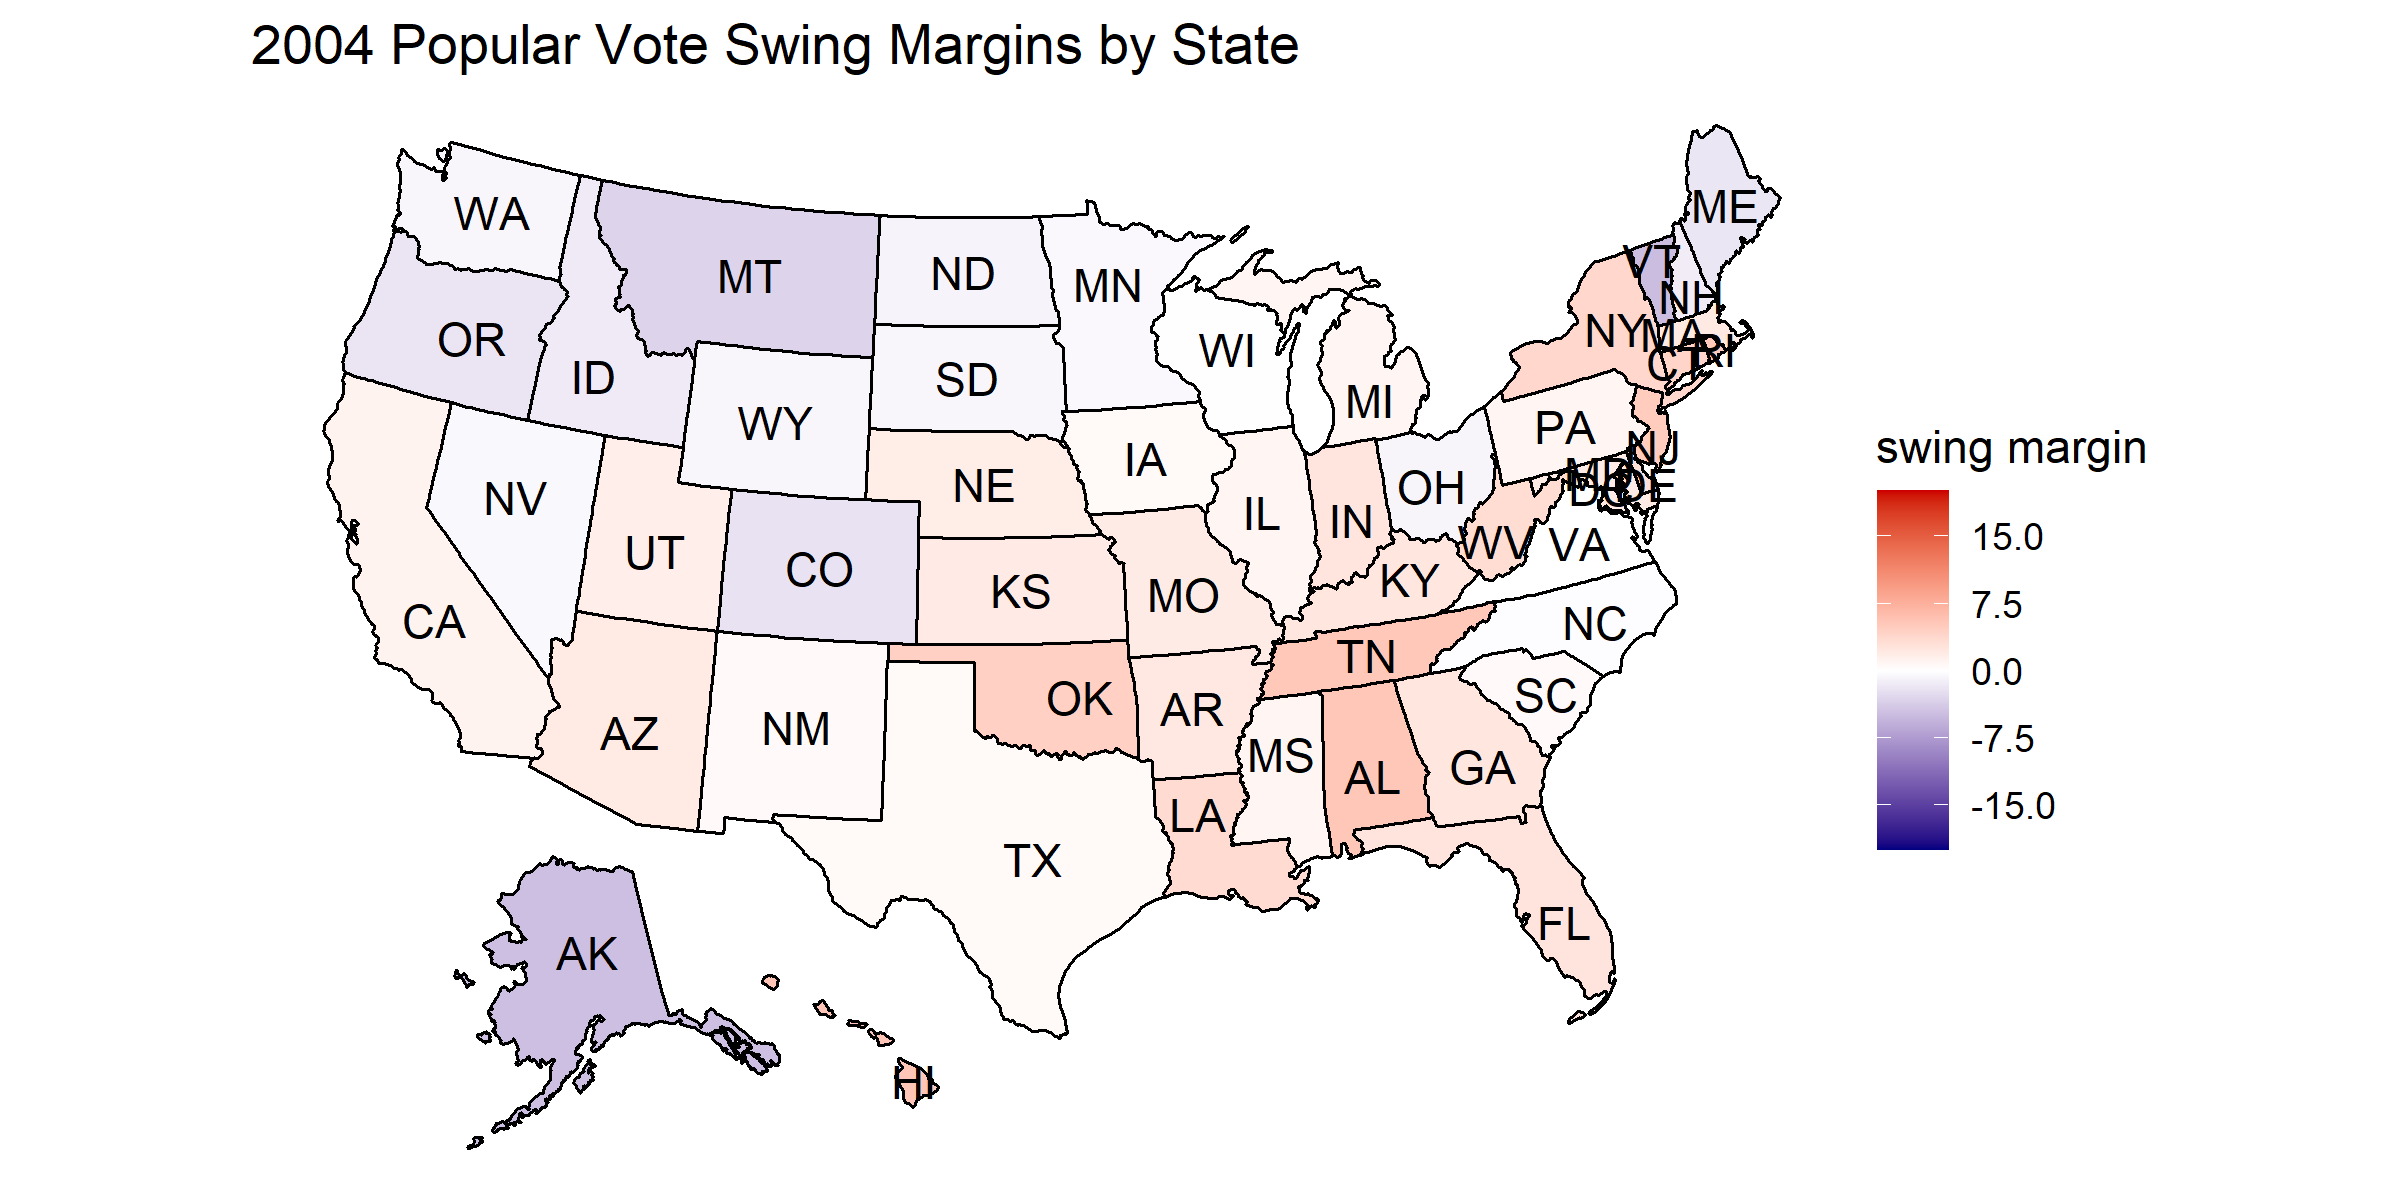 2004 Popular Vote Swing Margins by State
WA
ME
VT
MT
ND
MN
NH
OR
NY
MA
RI
WI
CT
ID
SD
MI
WY
PA
NJ
IA
MD
DC
DE
NE
OH
NV
IL
IN
WV
VA
UT
CO
KY
KS
MO
CA
NC
TN
OK
SC
AR
NM
AZ
MS
GA
AL
LA
TX
FL
AK
HI
swing margin
15.0
7.5
0.0
-7.5
-15.0